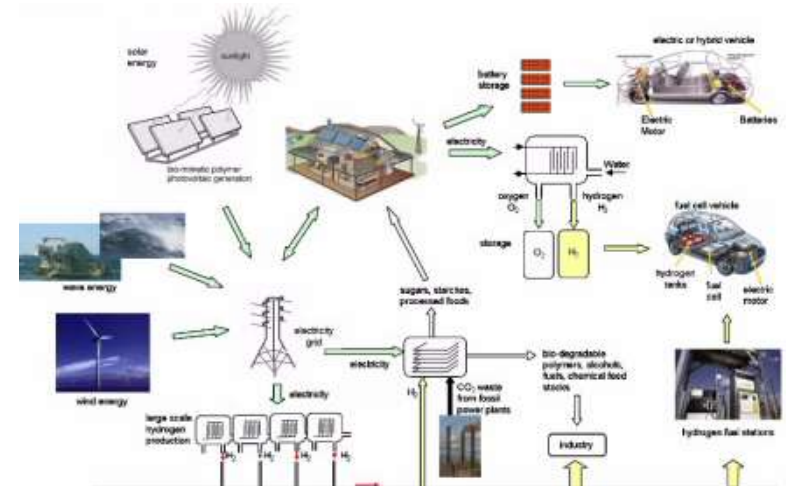 solar
energy
sunlight
bio-mimetic polymer
photovoltaic generation
wave energy
wind energy
electricity
grid
electricity
electricity
large scale
hydrogen
production
H2
H2
H2
H2
H2
sugars, starches,
processed foods
CO2 waste
from fossil
power plants
bio-degradable
polymers, alcohols,
fuels, chemical feed
stocks
industry
battery
storage
electric or hybrid vehicle
Electric
Motor
Batteries
electricity
Water
oxygen
O2
hydrogen
H2
storage
O2
H2
fuel cell vehicle
hydrogen
tanks
fuel
cell
electric
motor
hydrogen fuel stations